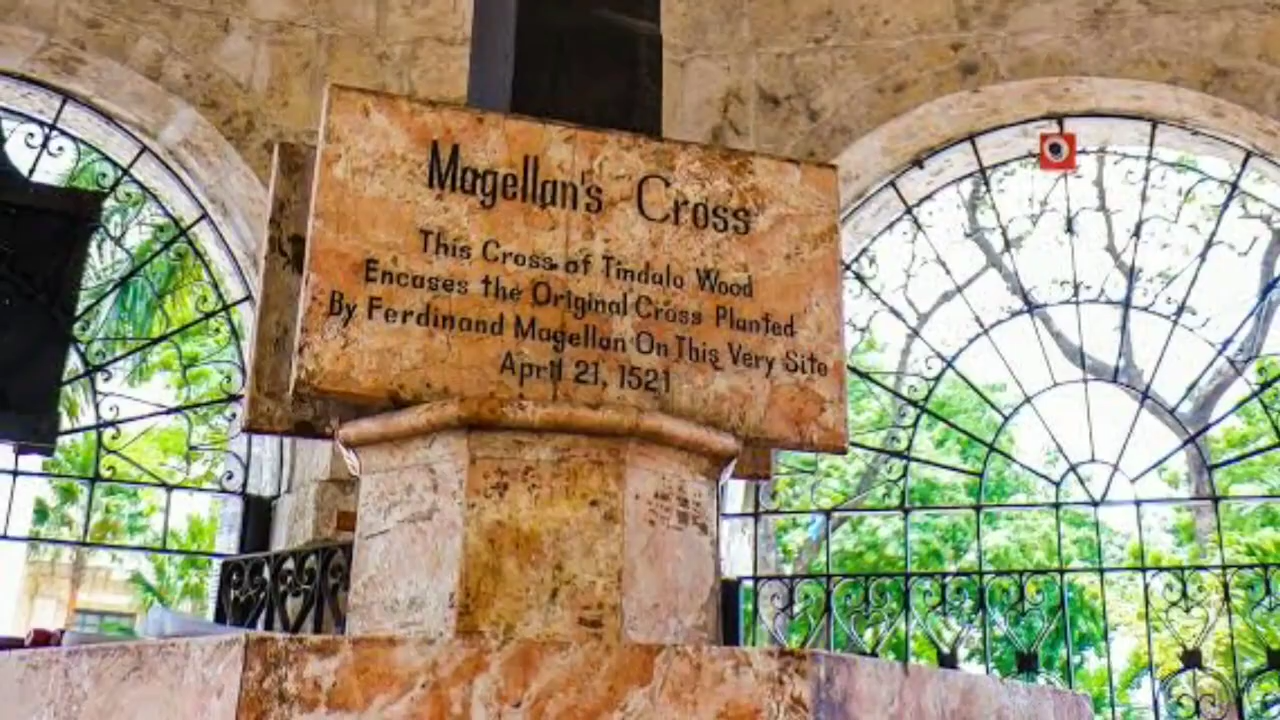 Magellan's Cross
This Cross of Tindalo Wood
Encases the Original Cross Planted
By Ferdinand Magellan On This Very Site
April 21, 1521